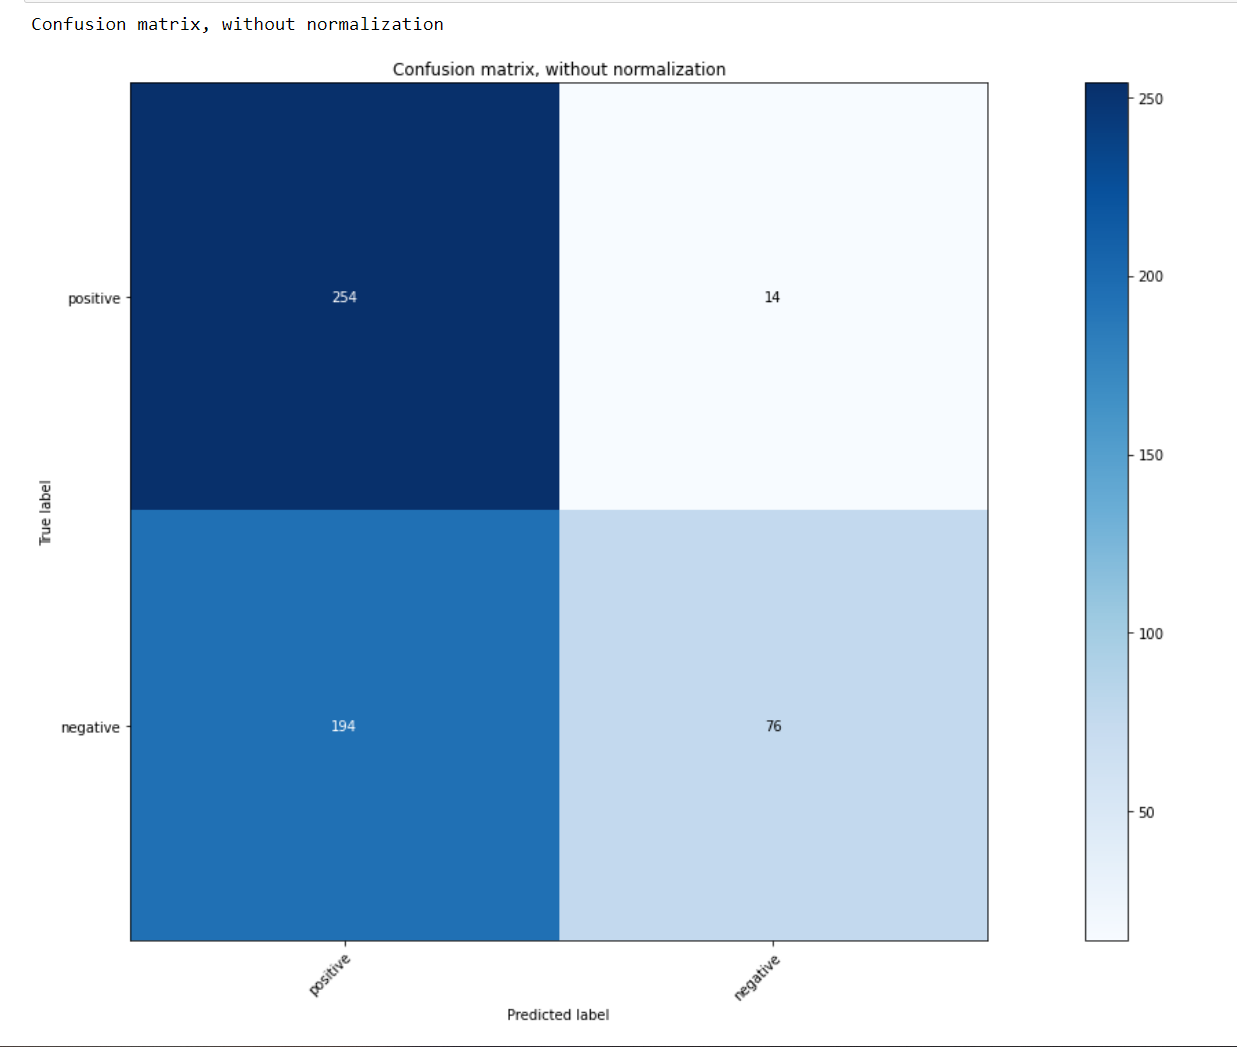 Confusion matrix, without normalization
Confusion matrix, without normalization
250
positive
254
14
200
150
True label
100
negative
194
76
50
positive
negative
Predicted label